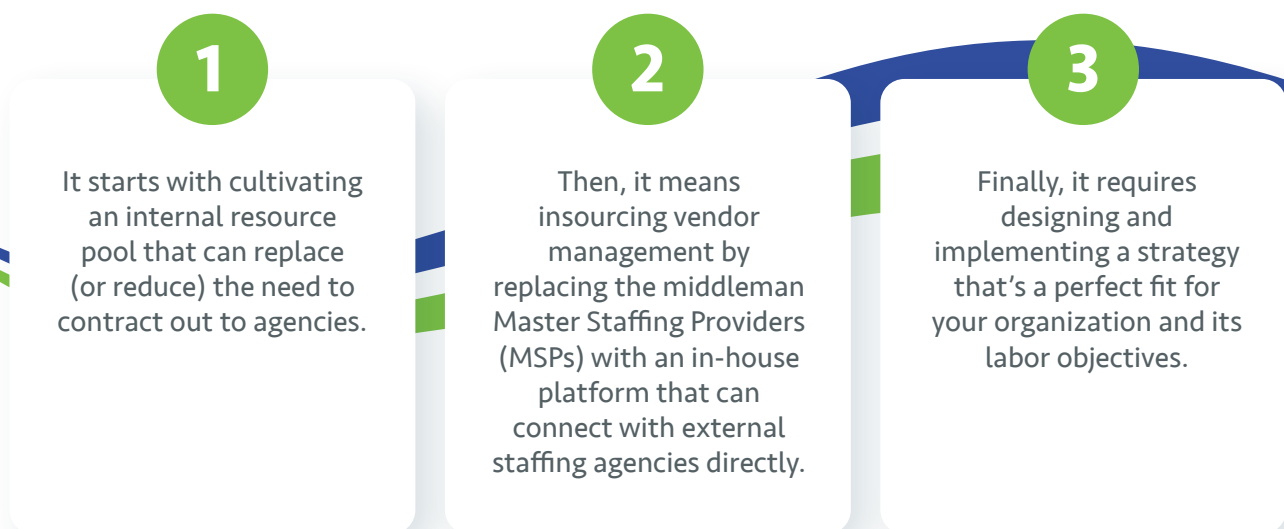 1
It starts with cultivating
an internal resource
pool that can replace
(or reduce) the need to
contract out to agencies.
2
Then, it means
insourcing vendor
management by
replacing the middleman
Master Staffing Providers
(MSPs) with an in-house
platform that can
connect with external
staffing agencies directly.
3
Finally, it requires
designing and
implementing a strategy
that’s a perfect fit for
your organization and its
labor objectives.